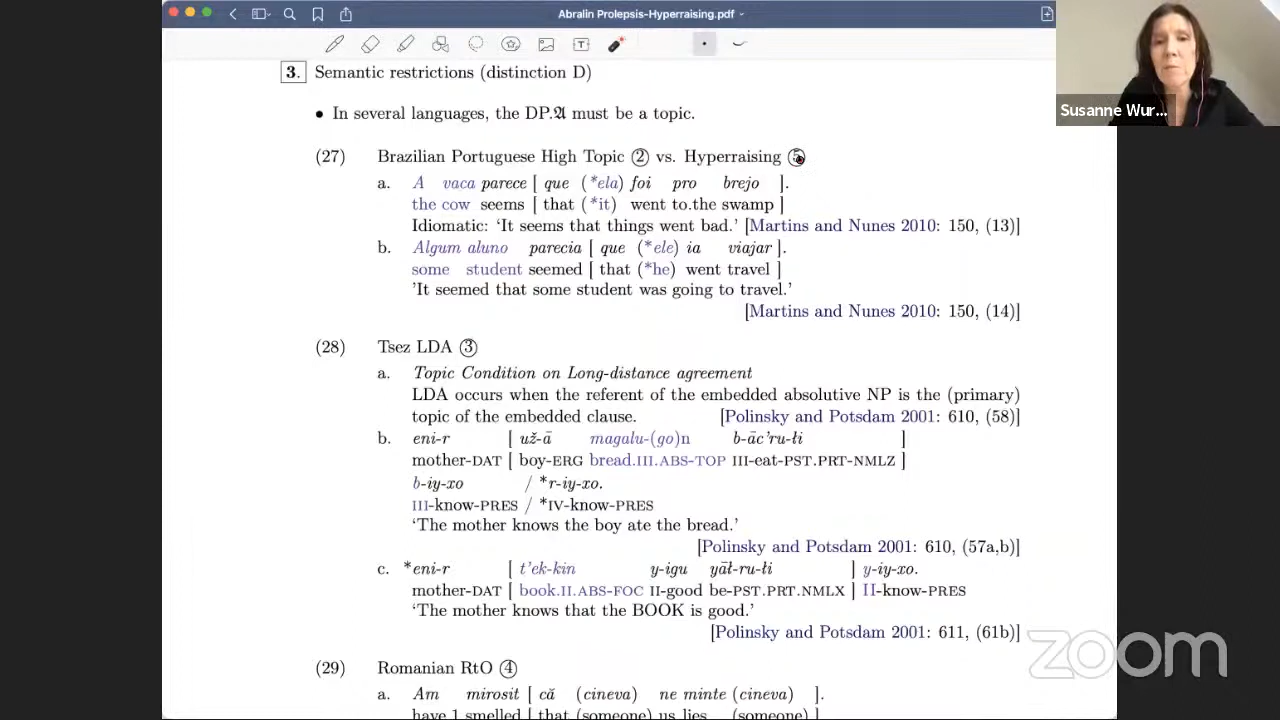 Abralin Prolepsis-Hyperraising.pdf
Susanne Wur...
3. Semantic restrictions (distinction D)
• In several languages, the DP.𝕬 must be a topic.
(27) Brazilian Portuguese High Topic ② vs. Hyperraising ⑤
a. A vaca parece [ que (*ela) foi pro brejo ].
the cow seems [ that (*it) went to.the swamp ]
Idiomatic: ‘It seems that things went bad.’ [Martins and Nunes 2010: 150, (13)]
b. Algum aluno parecia [ que (*ele) ia viajar ].
some student seemed [ that (*he) went travel ]
’It seemed that some student was going to travel.’
[Martins and Nunes 2010: 150, (14)]
(28) Tsez LDA ③
a. Topic Condition on Long-distance agreement
LDA occurs when the referent of the embedded absolutive NP is the (primary)
topic of the embedded clause. [Polinsky and Potsdam 2001: 610, (58)]
b. eni-r [ už-ā magalu-(go)n b-āc’ru-łi ]
mother-DAT [ boy-ERG bread.III.ABS-TOP III-eat-PST.PRT-NMLZ ]
b-iy-xo / *r-iy-xo.
III-know-PRES / *IV-know-PRES
‘The mother knows the boy ate the bread.’
[Polinsky and Potsdam 2001: 610, (57a,b)]
c. *eni-r [ t’ek-kin y-igu yāł-ru-łi ] y-iy-xo.
mother-DAT [ book.II.ABS-FOC II-good be-PST.PRT.NMLX ] II-know-PRES
‘The mother knows that the BOOK is good.’
[Polinsky and Potsdam 2001: 611, (61b)]
(29) Romanian RtO ④
a. Am mirosit [ că (cineva) ne minte (cineva) ].
have.1 smelled [ that (someone) us lies (someone) ]
zoom